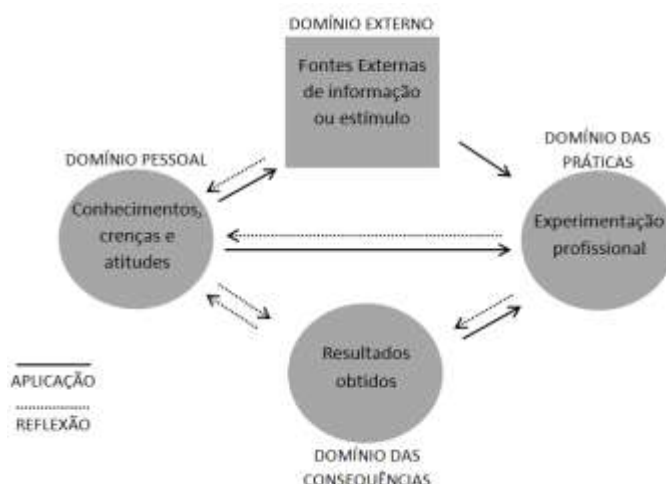 DOMÍNIO EXTERNO
Fontes Externas
de informação
ou estímulo
DOMÍNIO PESSOAL
Conhecimentos,
crenças e
atitudes
DOMÍNIO DAS
PRÁTICAS
Experimentação
profissional
Resultados
obtidos
DOMÍNIO DAS
CONSEQUÊNCIAS
APLICAÇÃO
REFLEXÃO